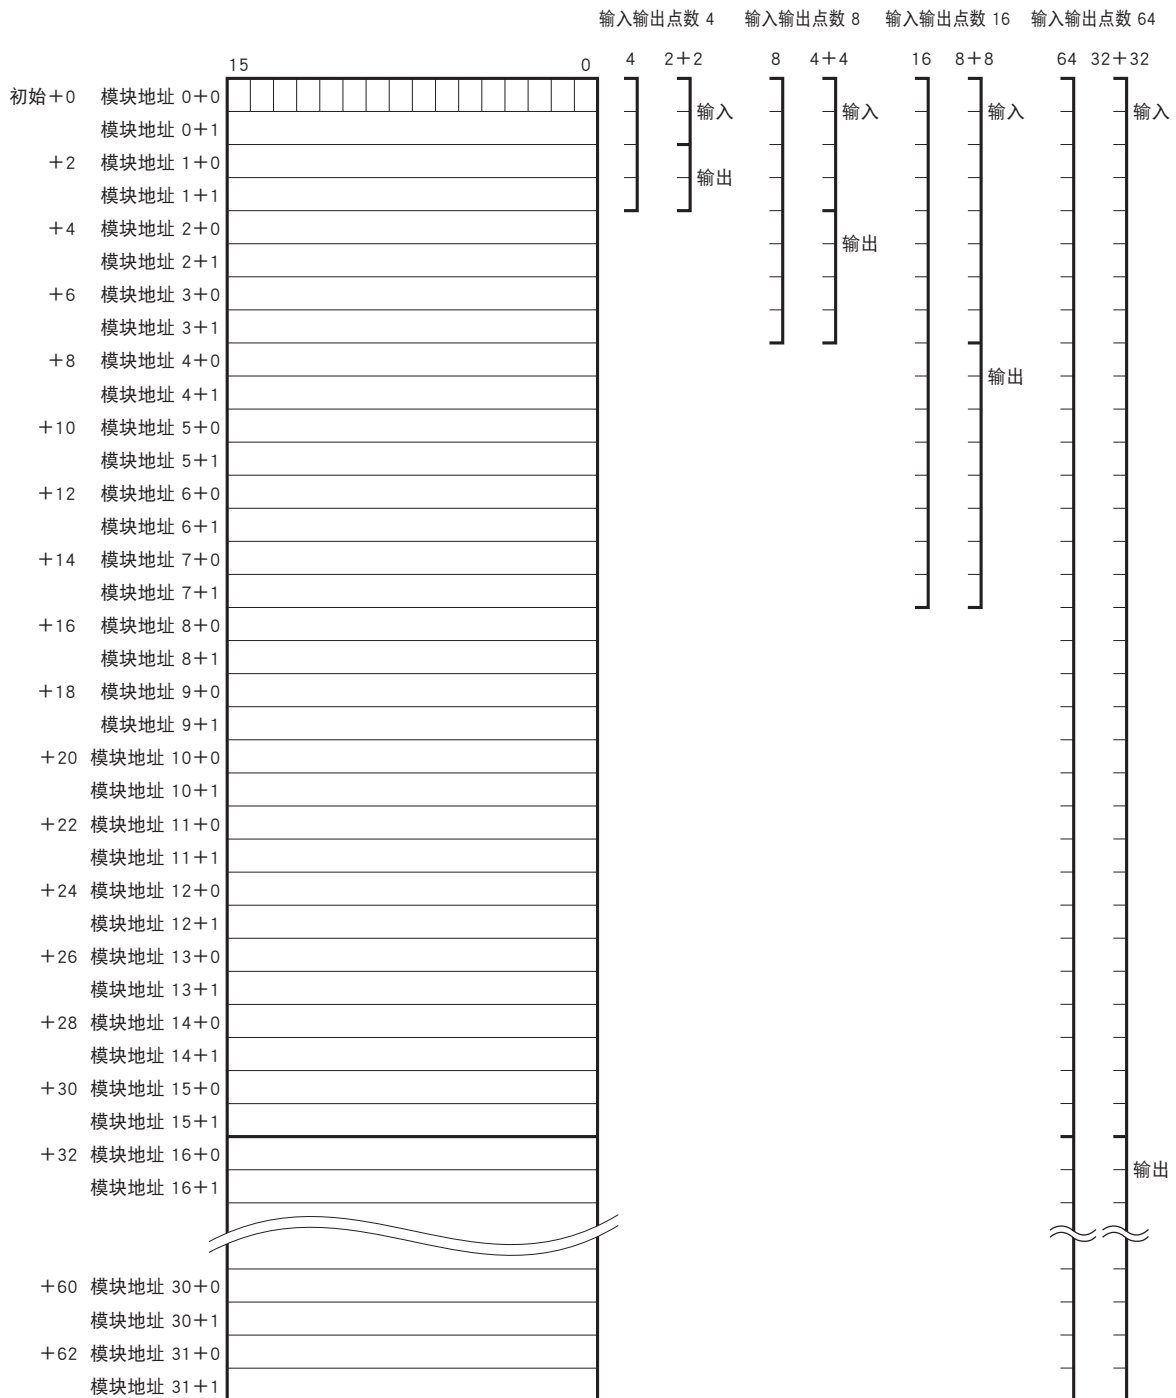 输入输出点数 4 输入输出点数 8 输入输出点数 16 输入输出点数 64
15 0 4 2+2 8 4+4 16 8+8 64 32+32
初始+0 模块地址 0+0 输入 输入 输入 输入
模块地址 0+1
+2 模块地址 1+0 输出
模块地址 1+1
+4 模块地址 2+0 输出
模块地址 2+1
+6 模块地址 3+0
模块地址 3+1
+8 模块地址 4+0 输出
模块地址 4+1
+10 模块地址 5+0
模块地址 5+1
+12 模块地址 6+0
模块地址 6+1
+14 模块地址 7+0
模块地址 7+1
+16 模块地址 8+0
模块地址 8+1
+18 模块地址 9+0
模块地址 9+1
+20 模块地址 10+0
模块地址 10+1
+22 模块地址 11+0
模块地址 11+1
+24 模块地址 12+0
模块地址 12+1
+26 模块地址 13+0
模块地址 13+1
+28 模块地址 14+0
模块地址 14+1
+30 模块地址 15+0
模块地址 15+1
+32 模块地址 16+0 输出
模块地址 16+1
+60 模块地址 30+0
模块地址 30+1
+62 模块地址 31+0
模块地址 31+1